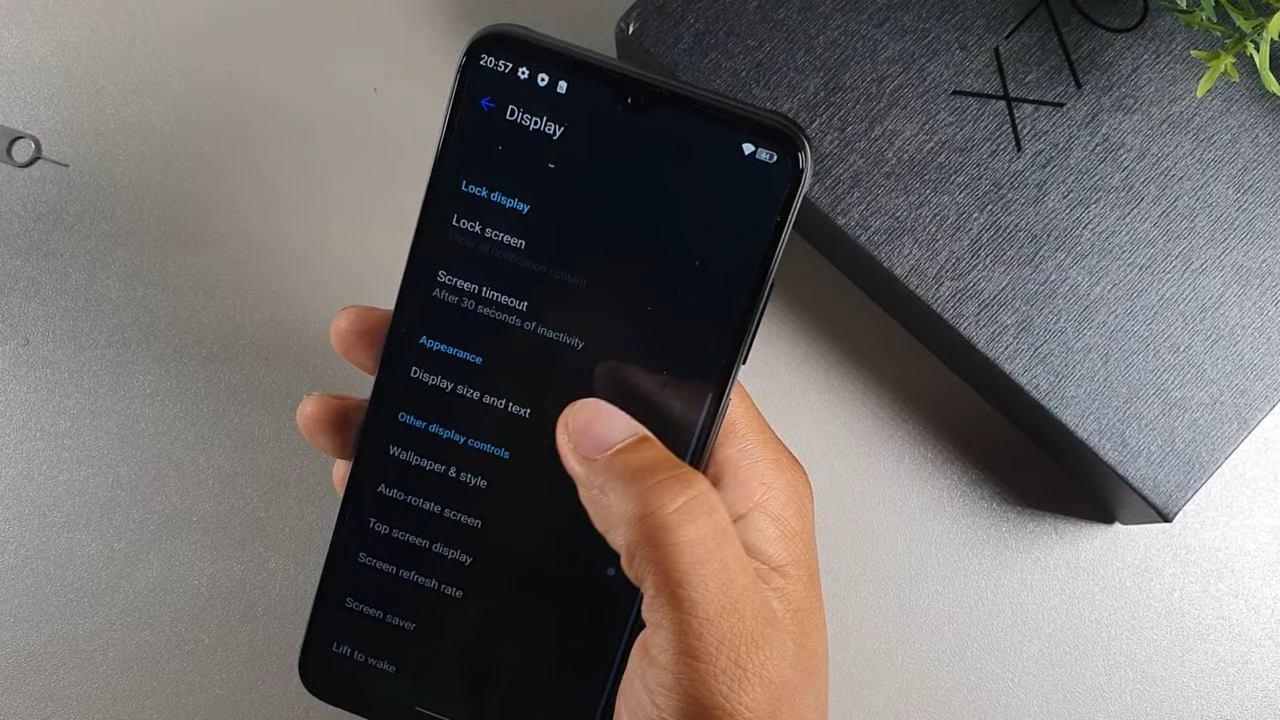 20:57
44
Display
Lock display
Lock screen
Show all notification content
Screen timeout
After 30 seconds of inactivity
Appearance
Display size and text
Other display controls
Wallpaper & style
Auto-rotate screen
Top screen display
Screen refresh rate
Screen saver
Lift to wake